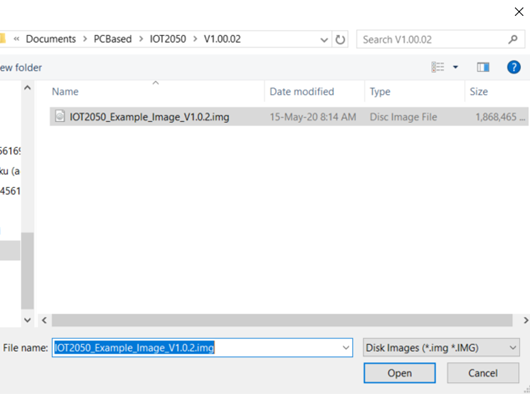 « Documents > PCBased > IOT2050 > V1.00.02
Search V1.00.02
ew folder
?
Name Date modified Type Size
IOT2050_Example_Image_V1.0.2.img 15-May-20 8:14 AM Disc Image File 1,868,465 ...
56169
ku (a
4561
File name: IOT2050_Example_Image_V1.0.2.img Disk Images (*.img *.IMG)
Open Cancel